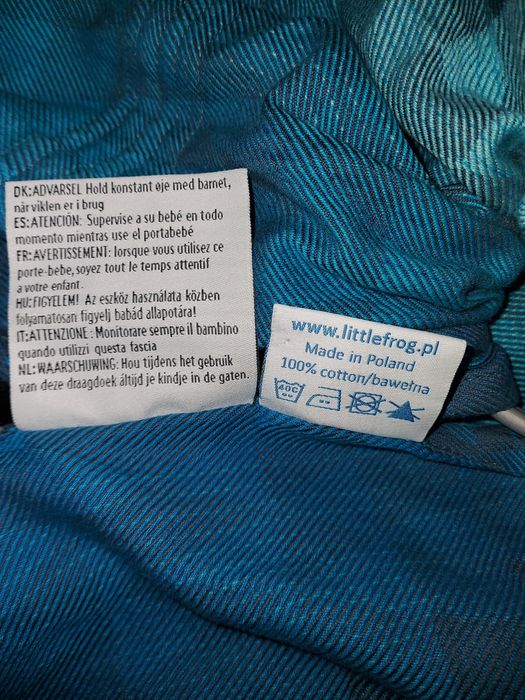 DK:ADVARSEL Hold konstant øje med barnet,
når viklen er i brug
ES:ATENCIÓN: Supervise a su bebé en todo
momento mientras use el portabebé
FR:AVERTISSEMENT: lorsque vous utilisez ce
porte-bebe, soyez tout le temps attentif
a votre enfant.
HU:FIGYELEM! Az eszköz használata közben
folyamatosan figyelj babád állapotára!
IT:ATTENZIONE: Monitorare sempre il bambino
quando utilizzi questa fascia
NL:WAARSCHUWING: Hou tijdens het gebruik
van deze draagdoek áltijd je kindje in de gaten.
www.littlefrog.pl
Made in Poland
100% cotton/bawełna
40C